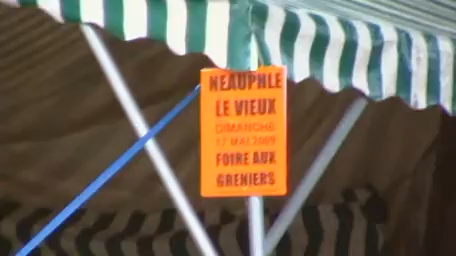 NEAUPHLE
LE VIEUX
DIMANCHE
17 MAI 2009
FOIRE AUX
GRENIERS